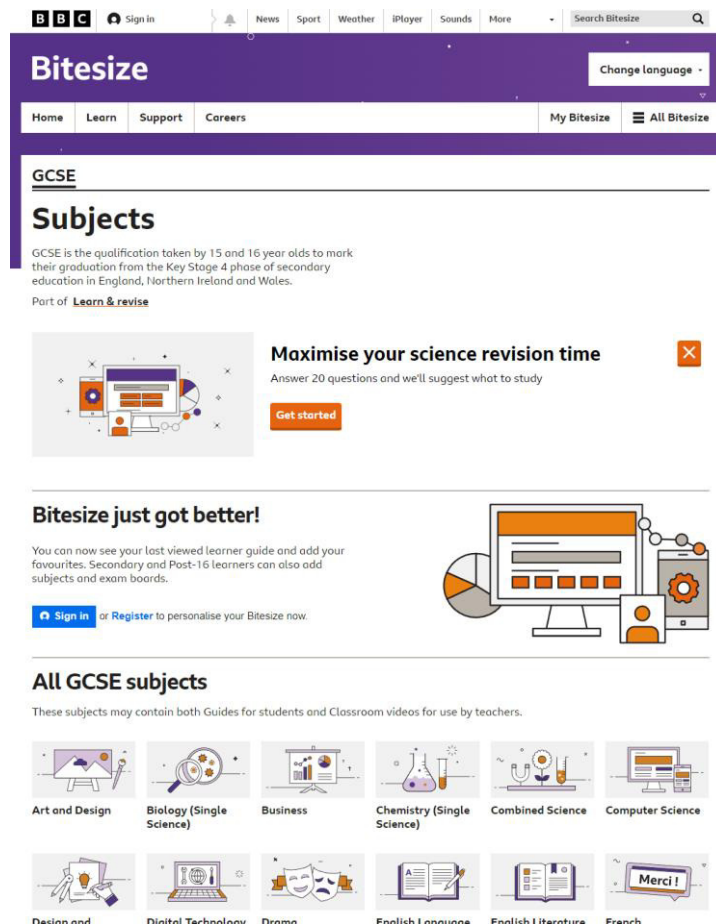 BBC Sign in News Sport Weather iPlayer Sounds More Search Bitesize
Bitesize
Change language
Home Learn Support Careers My Bitesize All Bitesize
GCSE
Subjects
GCSE is the qualification taken by 15 and 16 year olds to mark
their graduation from the Key Stage 4 phase of secondary
education in England, Northern Ireland and Wales.
Part of Learn & revise
Maximise your science revision time
Answer 20 questions and we'll suggest what to study
Get started
Bitesize just got better!
You can now see your last viewed learner guide and add your
favourites. Secondary and Post-16 learners can also add
subjects and exam boards.
Sign in or Register to personalise your Bitesize now.
All GCSE subjects
These subjects may contain both Guides for students and Classroom videos for use by teachers.
Art and Design Biology (Single Business Chemistry (Single Combined Science Computer Science
Science) Science)
Merci !
Design and Digital Technology Drama English Language English Literature French